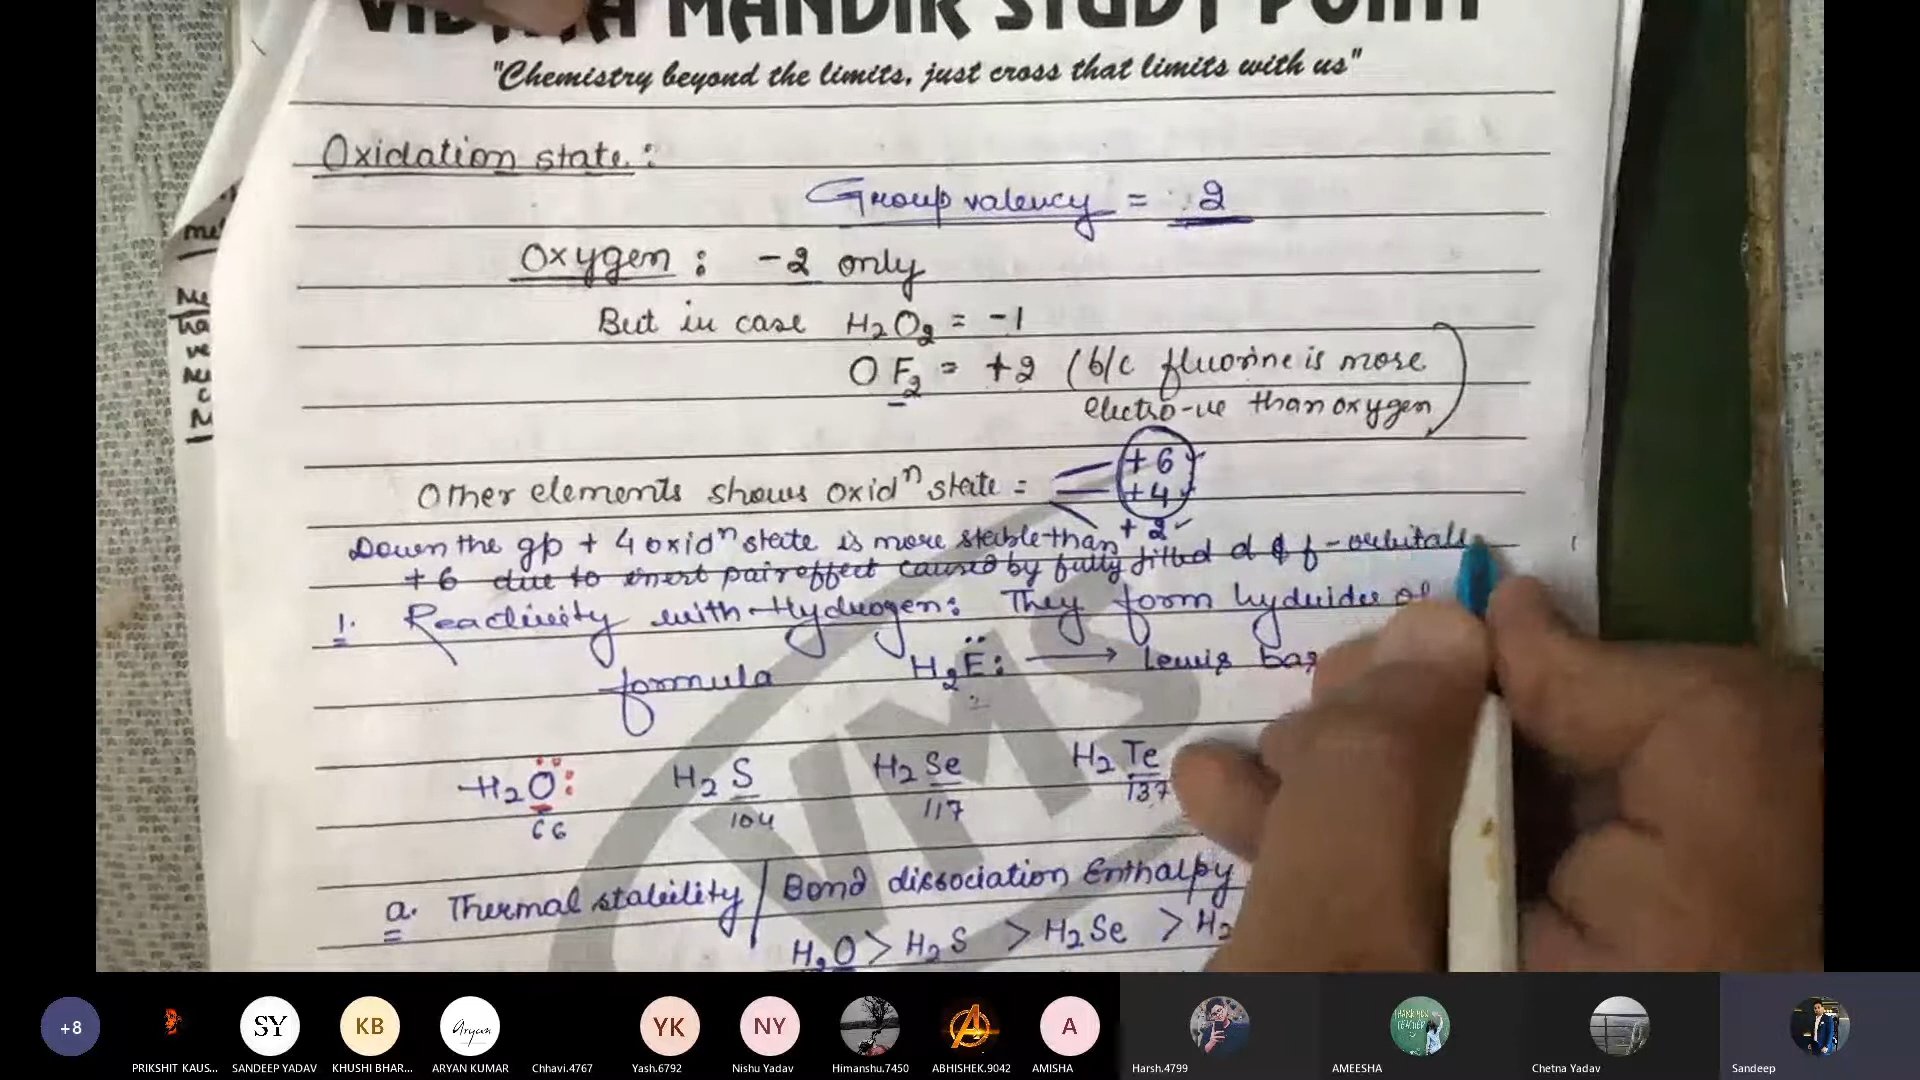 MANDIR STUDY POINT
"Chemistry beyond the limits, just cross that limits with us"
Oxidation state :
Group valency = 2
Oxygen : -2 only
But in case H2O2 = -1
OF2 = +2 (b/c fluorine is more
electro-ve than oxygen
+6
Other elements shows oxidn state = +4
+2
Down the gp +4 oxidn state is more stable than
+6 due to inert pair effect caused by fully filled d & f-orbitals
1. Reactivity with Hydrogen : They form hydrides of
formula H2E: → Lewis
H2O: H2S H2Se H2Te
66 104 117 137
a. Thermal stability / Bond dissociation Enthalpy
H2O > H2S > H2Se > H2
VMS
+8
SY
KB
Aryan
YK
NY
A
PRIKSHIT KAUS...
SANDEEP YADAV
KHUSHI BHAR...
ARYAN KUMAR
Chhavi.4767
Yash.6792
Nishu Yadav
Himanshu.7450
ABHISHEK.9042
AMISHA
Harsh.4799
AMEESHA
Chetna Yadav
Sandeep